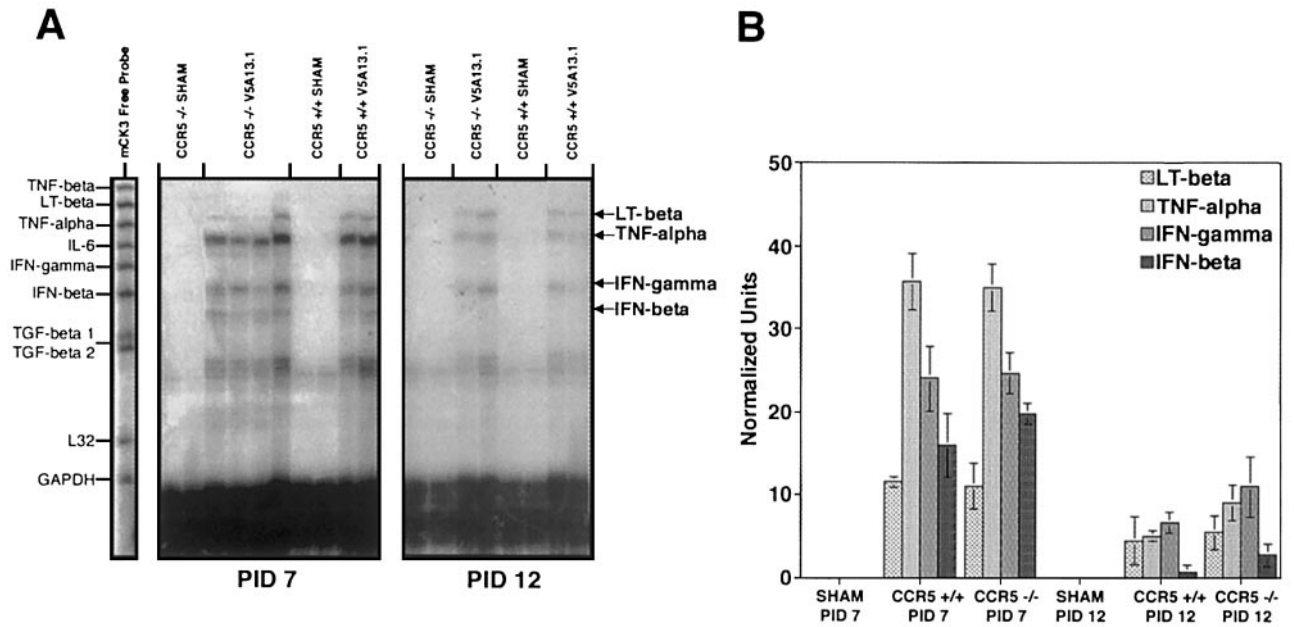 A
mCK3 Free Probe
CCR5 -/- SHAM
CCR5 -/- V5A13.1
CCR5 +/+ SHAM
CCR5 +/+ V5A13.1
CCR5 -/- SHAM
CCR5 -/- V5A13.1
CCR5 +/+ SHAM
CCR5 +/+ V5A13.1
TNF-beta
LT-beta
TNF-alpha
IL-6
IFN-gamma
IFN-beta
TGF-beta 1
TGF-beta 2
L32
GAPDH
LT-beta
TNF-alpha
IFN-gamma
IFN-beta
PID 7
PID 12
B
Normalized Units
50
40
30
20
10
0
LT-beta
TNF-alpha
IFN-gamma
IFN-beta
SHAM
PID 7
CCR5 +/+
PID 7
CCR5 -/-
PID 7
SHAM
PID 12
CCR5 +/+
PID 12
CCR5 -/-
PID 12